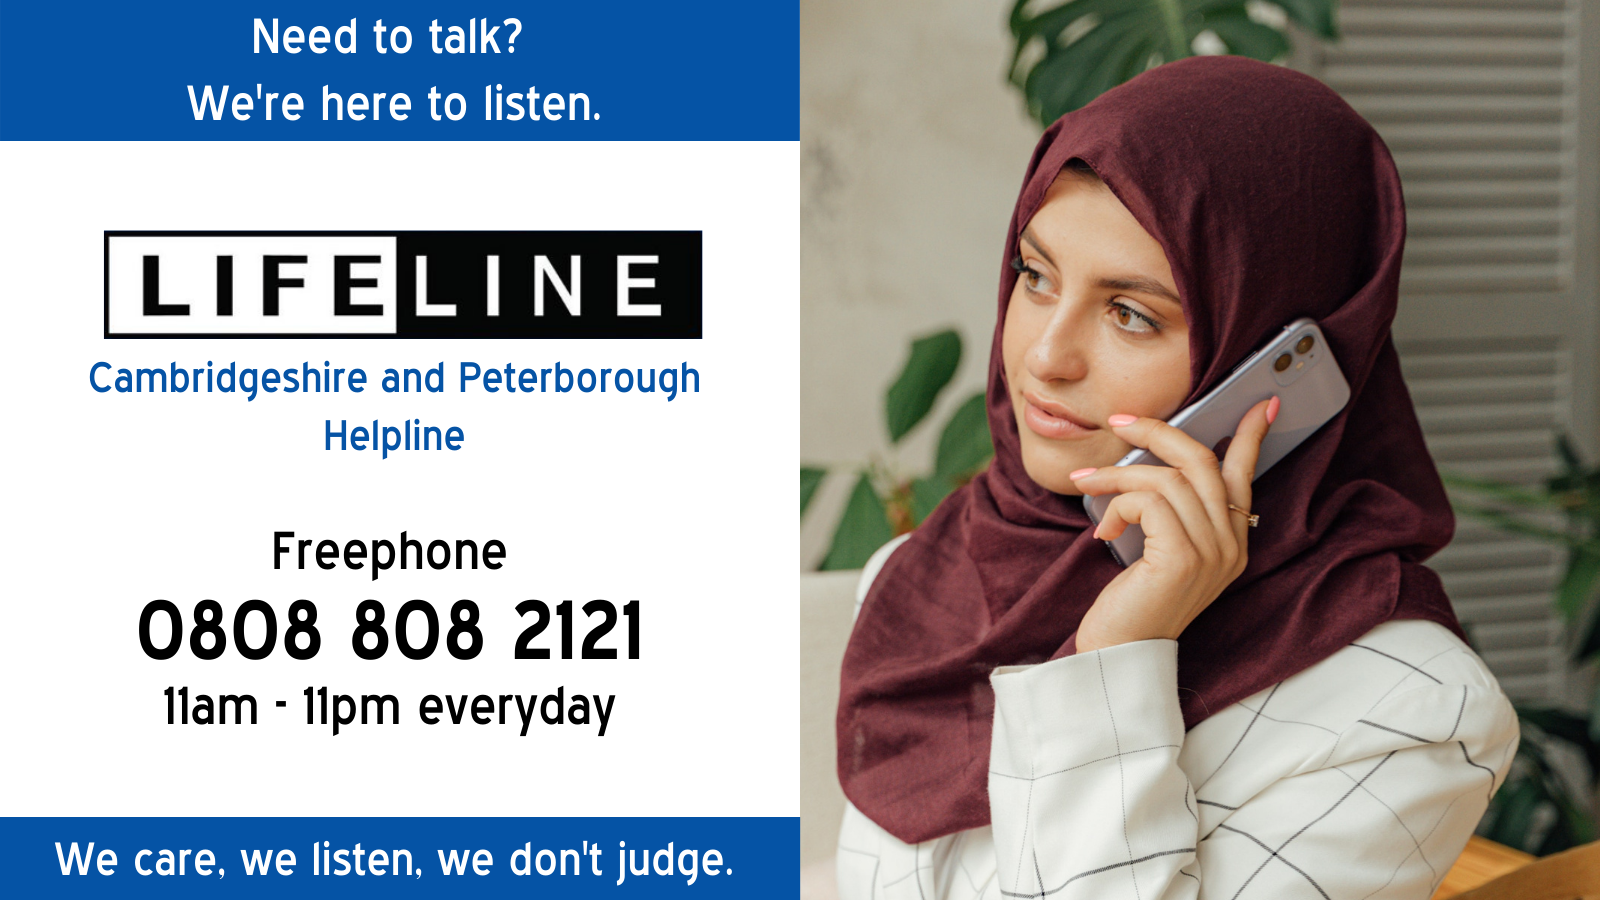 Need to talk?
We're here to listen.
LIFELINE
Cambridgeshire and Peterborough
Helpline
Freephone
0808 808 2121
11am - 11pm everyday
We care, we listen, we don't judge.